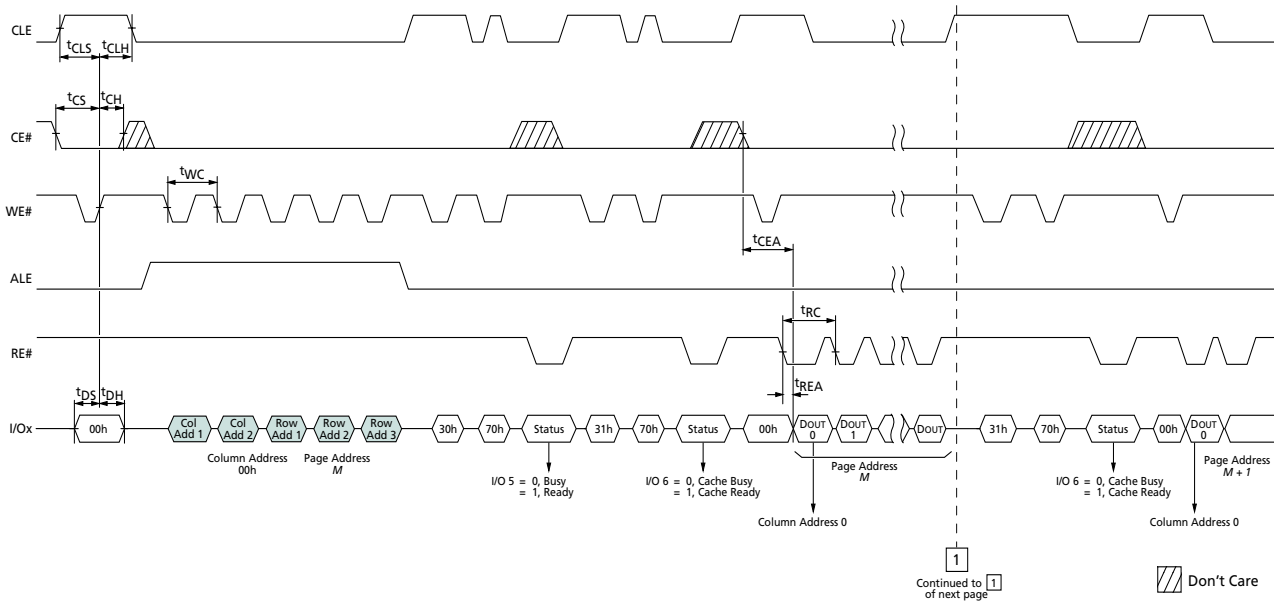 CLE
tCLS tCLH
tCS tCH
CE#
tWC
WE#
tCEA
ALE
tRC
RE#
tREA
tDS tDH
I/Ox
00h
Col Add 1
Col Add 2
Row Add 1
Row Add 2
Row Add 3
30h
70h
Status
31h
70h
Status
00h
DOUT 0
DOUT 1
DOUT
31h
70h
Status
00h
DOUT 0
Column Address
00h
Page Address
M
I/O 5 = 0, Busy
= 1, Ready
I/O 6 = 0, Cache Busy
= 1, Cache Ready
Page Address
M
Column Address 0
I/O 6 = 0, Cache Busy
= 1, Cache Ready
Page Address
M + 1
Column Address 0
1
Continued to 1
of next page
Don't Care